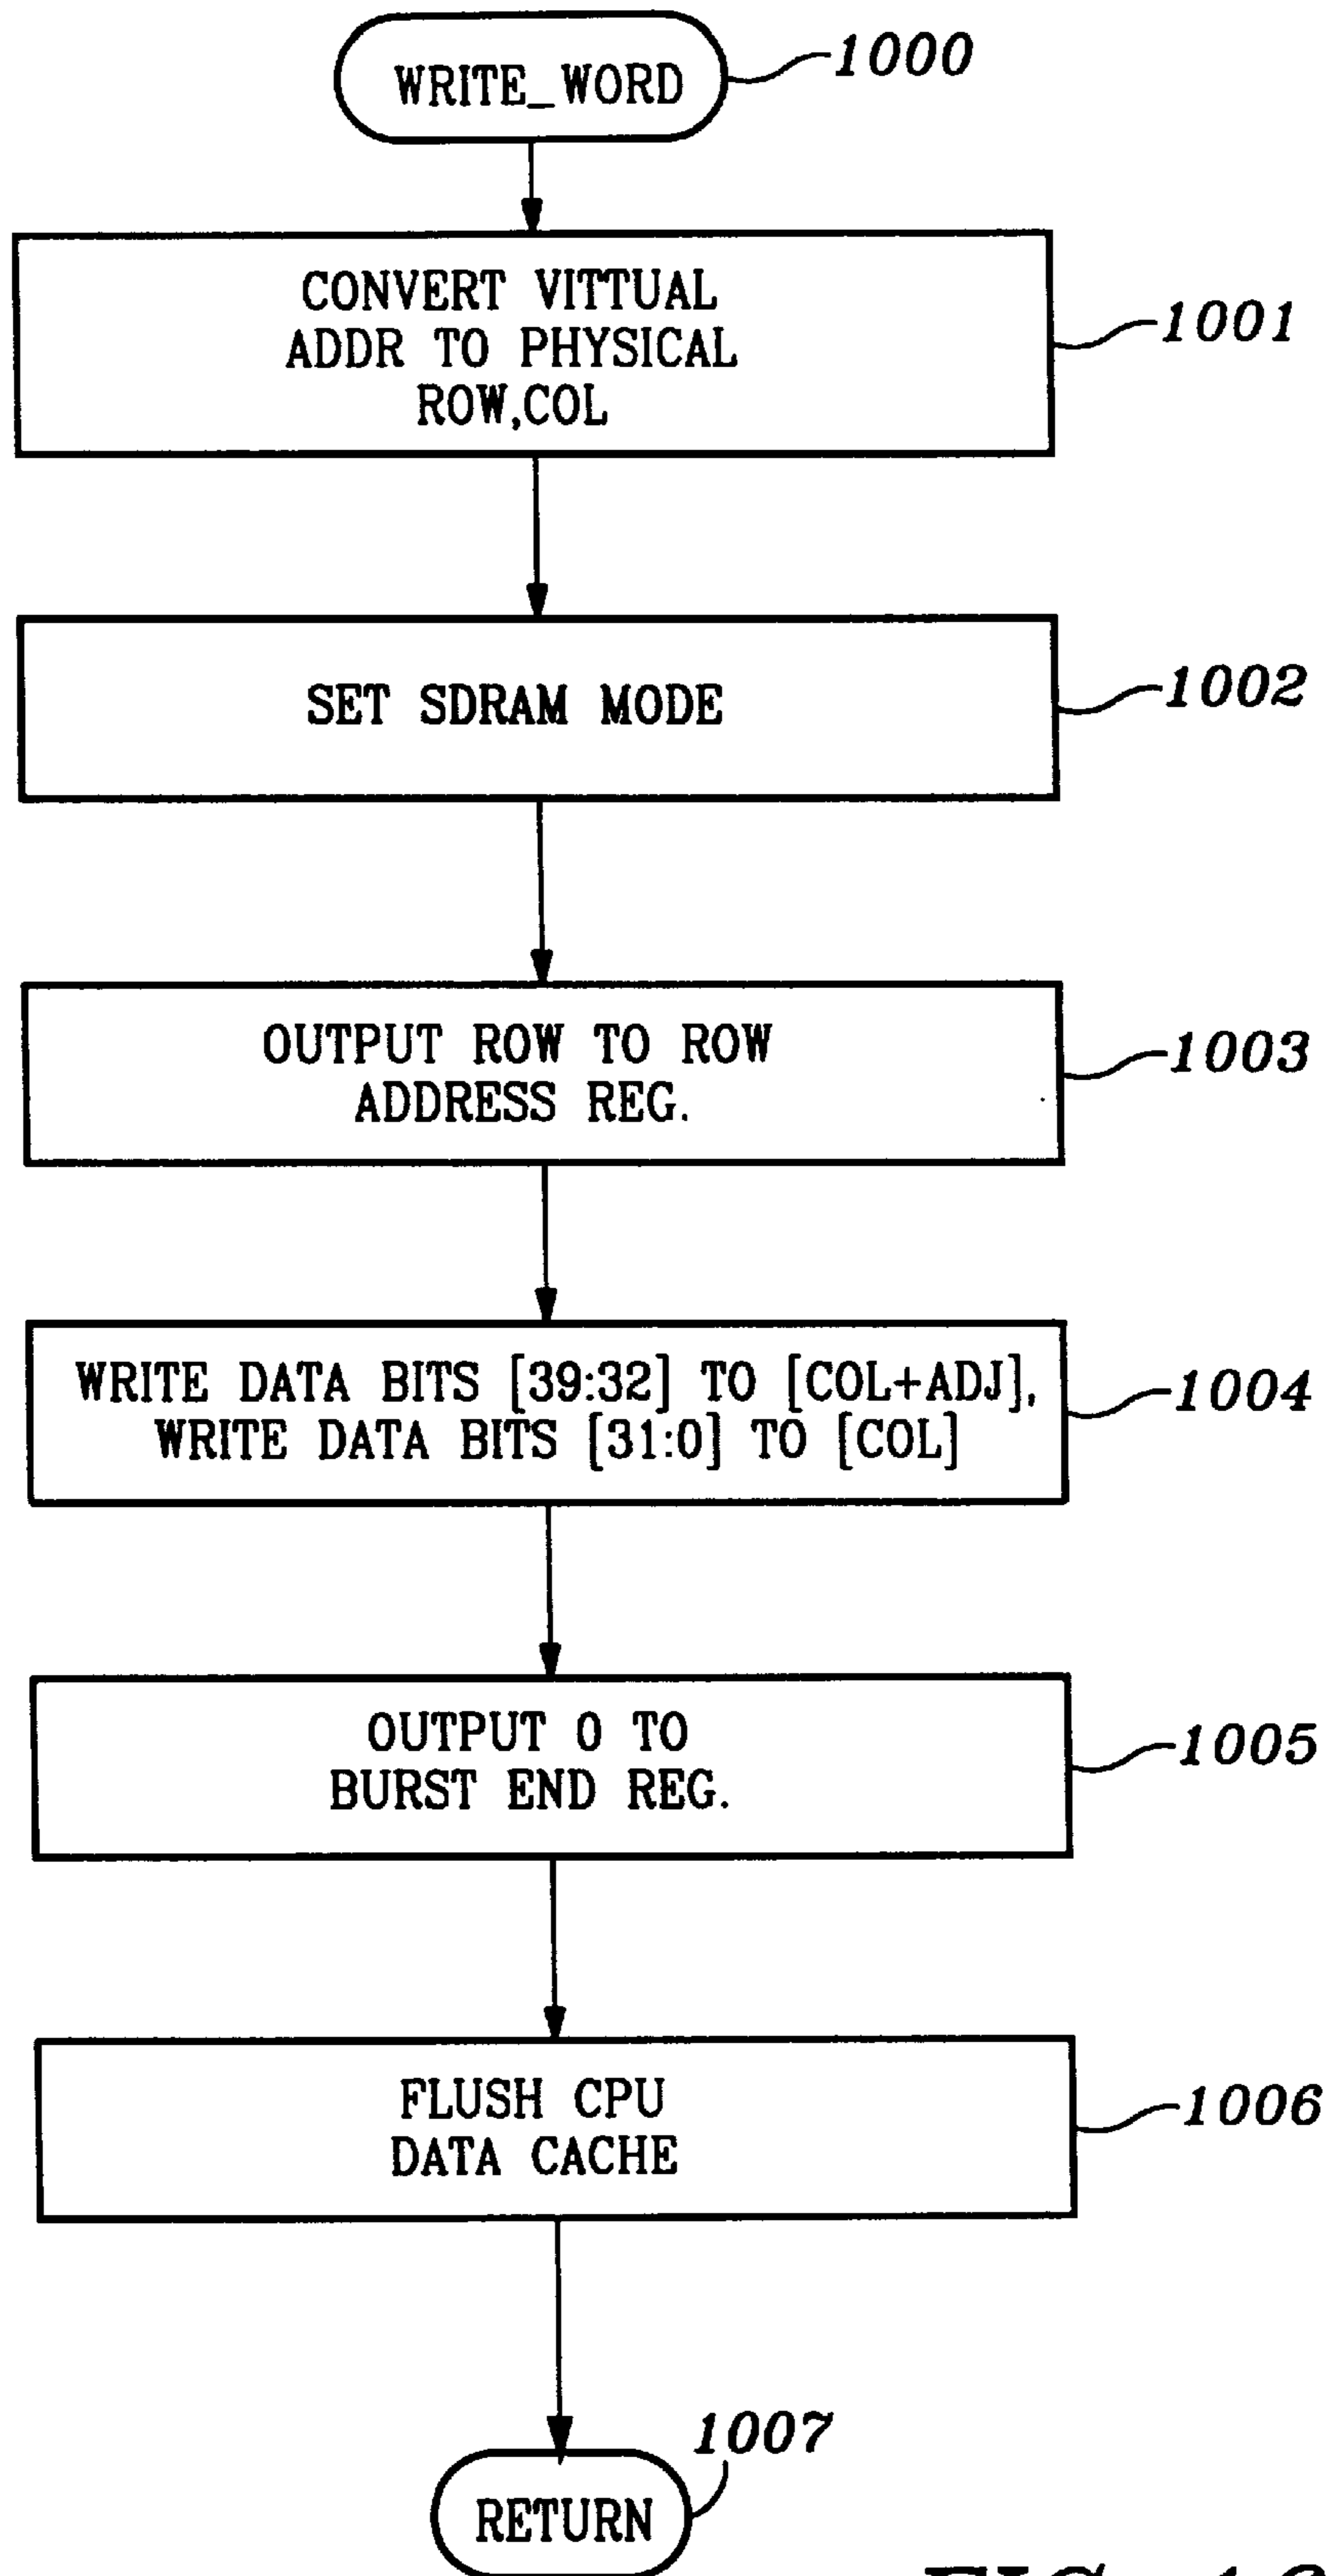 WRITE_WORD
1000
CONVERT VITTUAL
ADDR TO PHYSICAL
ROW,COL
1001
SET SDRAM MODE
1002
OUTPUT ROW TO ROW
ADDRESS REG.
1003
WRITE DATA BITS [39:32] TO [COL+ADJ],
WRITE DATA BITS [31:0] TO [COL]
1004
OUTPUT 0 TO
BURST END REG.
1005
FLUSH CPU
DATA CACHE
1006
1007
RETURN